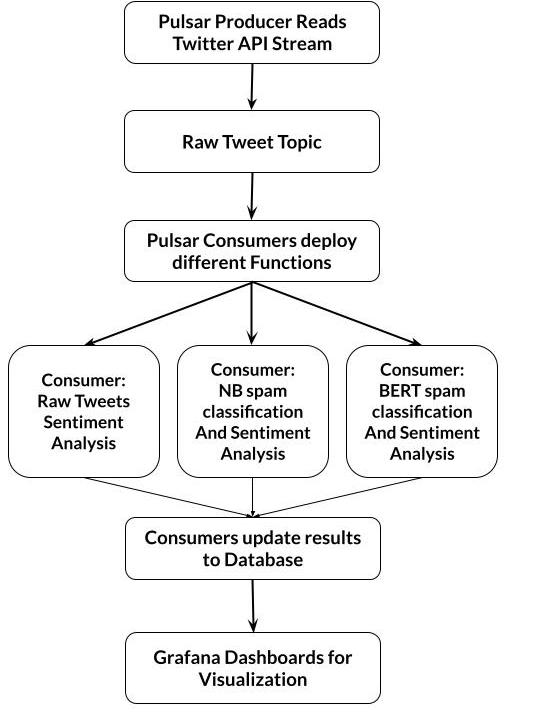 Pulsar Producer Reads
Twitter API Stream
Raw Tweet Topic
Pulsar Consumers deploy
different Functions
Consumer:
Raw Tweets
Sentiment
Analysis
Consumer:
NB spam
classification
And Sentiment
Analysis
Consumer:
BERT spam
classification
And Sentiment
Analysis
Consumers update results
to Database
Grafana Dashboards for
Visualization